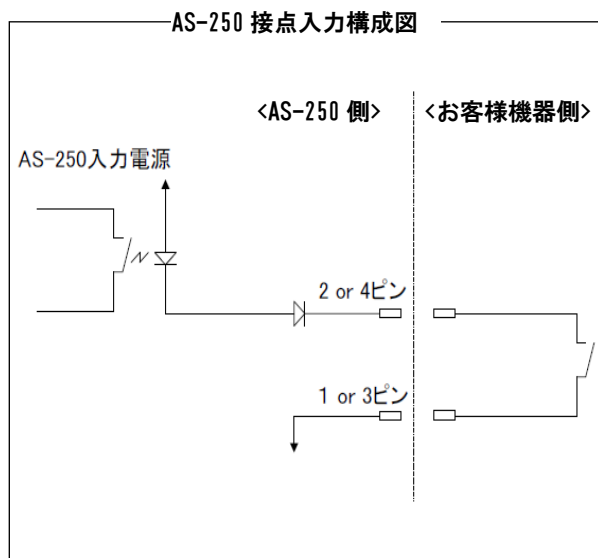 AS-250 接点入力構成図
<AS-250 側> <お客様機器側>
AS-250入力電源
2 or 4ピン
1 or 3ピン